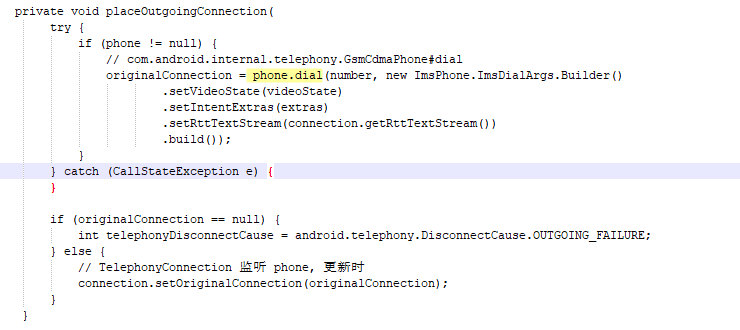 private void placeOutgoingConnection(
try {
if (phone != null) {
// com.android.internal.telephony.GsmCdmaPhone#dial
originalConnection = phone.dial(number, new ImsPhone.ImsDialArgs.Builder()
.setVideoState(videoState)
.setIntentExtras(extras)
.setRttTextStream(connection.getRttTextStream())
.build());
}
} catch (CallStateException e) {
}
if (originalConnection == null) {
int telephonyDisconnectCause = android.telephony.DisconnectCause.OUTGOING_FAILURE;
} else {
// TelephonyConnection 监听 phone, 更新时
connection.setOriginalConnection(originalConnection);
}
}